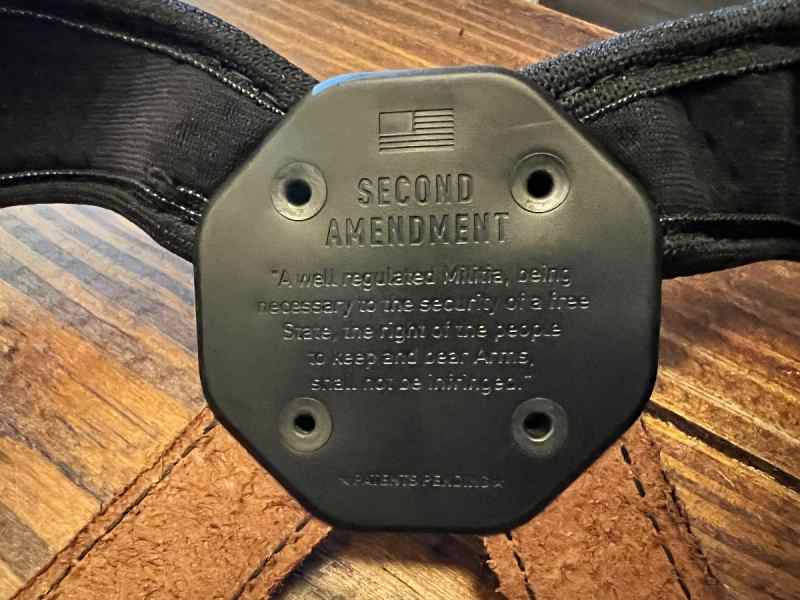 SECOND
AMENDMENT
"A well regulated Militia, being
necessary to the security of a free
State, the right of the people
to keep and bear Arms,
shall not be infringed."
PATENTS PENDING